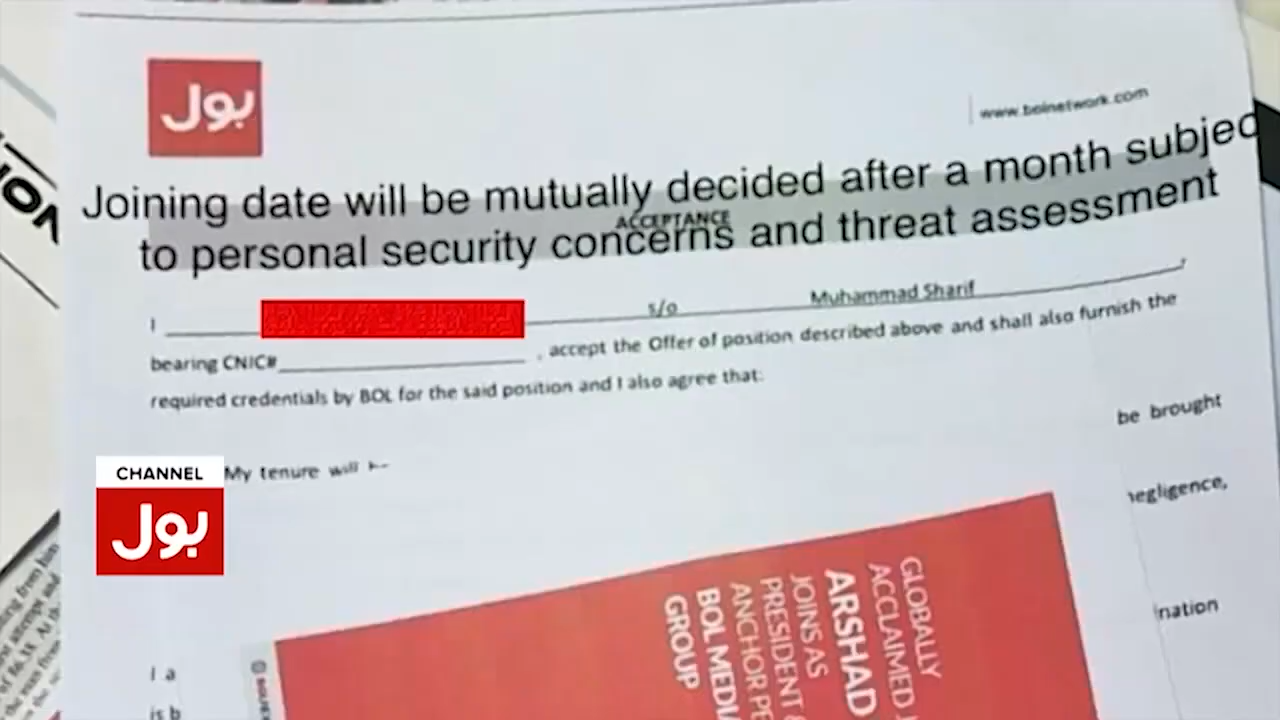 بول
www.bolnetwork.com
Joining date will be mutually decided after a month subjec
to personal security concerns and threat assessment
ACCEPTANCE
I
s/o
Muhammad Sharif
,
bearing CNIC#
, accept the Offer of position described above and shall also furnish the
required credentials by BOL for the said position and I also agree that:
be brought
My tenure will
CHANNEL
بول
negligence,
GLOBALLY
ACCLAIMED
ARSHAD
JOINS AS
PRESIDENT &
ANCHOR PE
BOL MEDI
GROUP
I a
is b